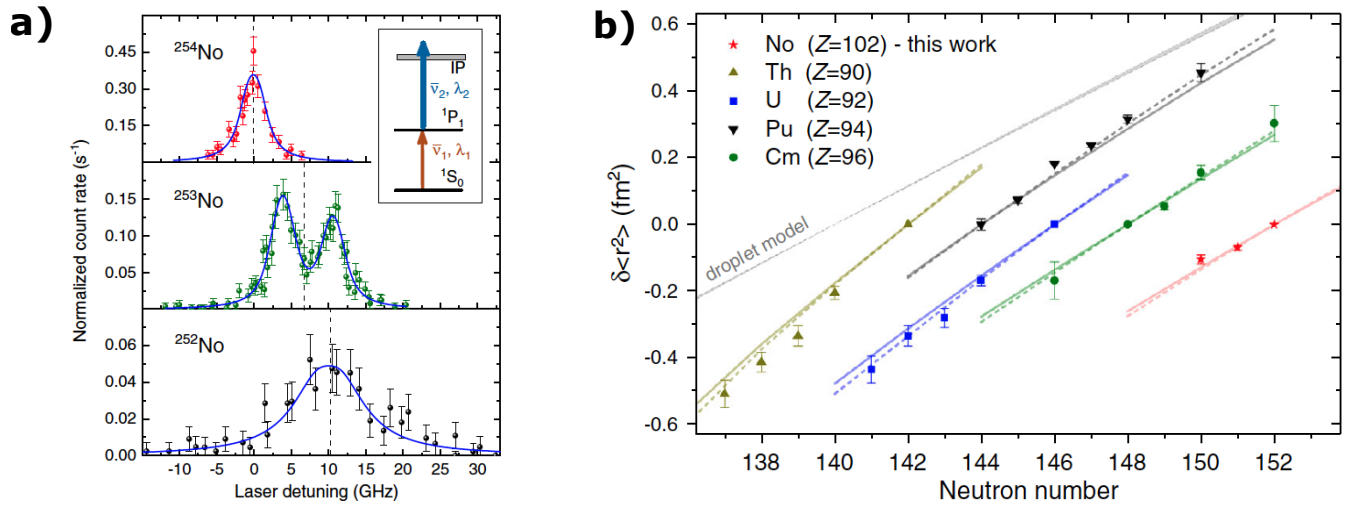 a)
Normalized count rate (s⁻¹)
²⁵⁴No
0.45
0.30
0.15
IP
ν̄₂, λ₂
¹P₁
ν̄₁, λ₁
¹S₀
²⁵³No
0.15
0.10
0.05
²⁵²No
0.06
0.04
0.02
0.00
-10 -5 0 5 10 15 20 25 30
Laser detuning (GHz)
b)
δ<r²> (fm²)
0.6
0.4
0.2
0.0
-0.2
-0.4
-0.6
No (Z=102) - this work
Th (Z=90)
U (Z=92)
Pu (Z=94)
Cm (Z=96)
droplet model
138 140 142 144 146 148 150 152
Neutron number